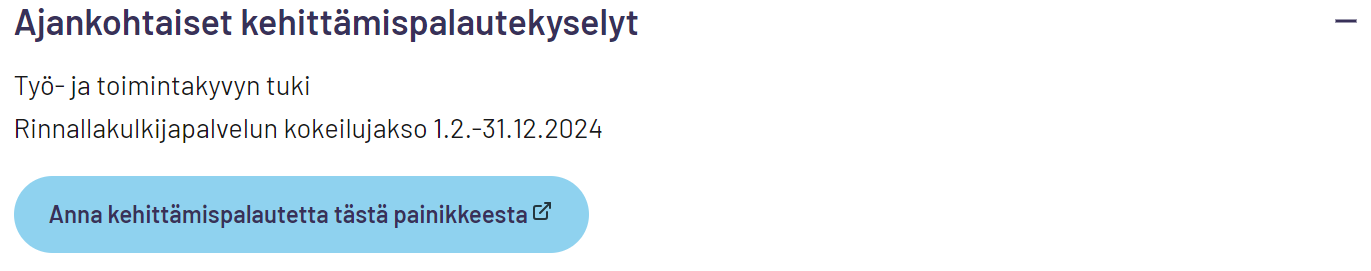 Ajankohtaiset kehittämispalautekyselyt
Työ- ja toimintakyvyn tuki
Rinnallakulkijapalvelun kokeilujakso 1.2.-31.12.2024
Anna kehittämispalautetta tästä painikkeesta